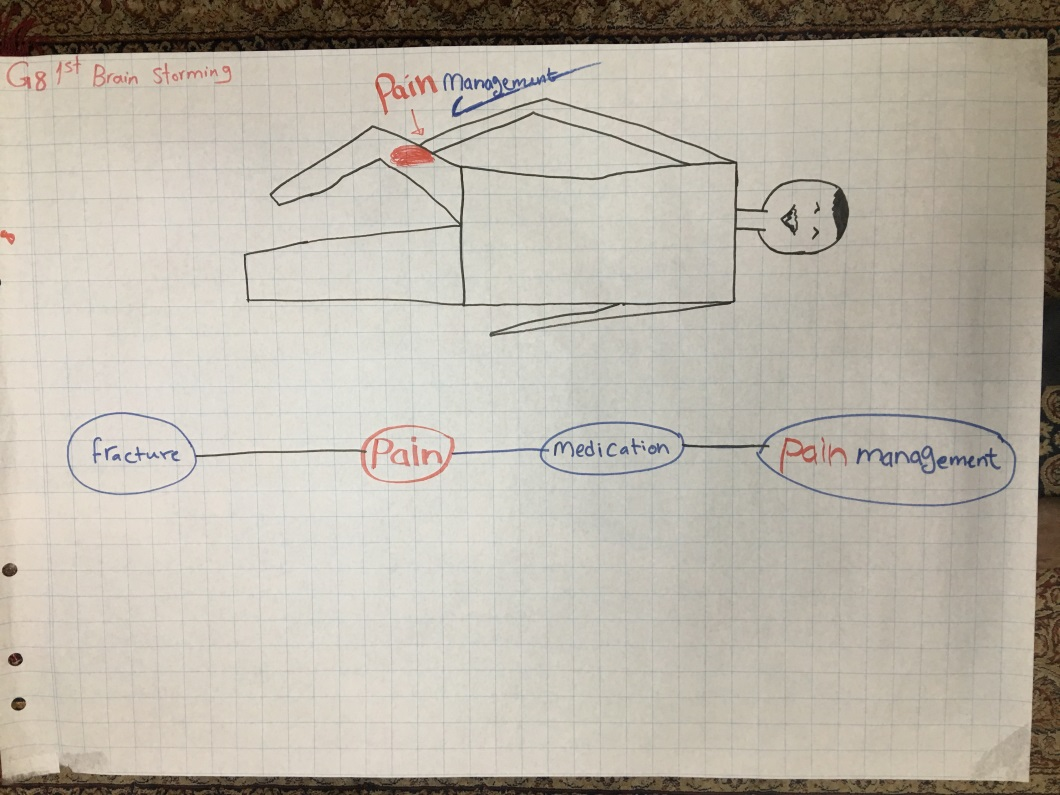 G8 1st Brain Storming
Pain Management
fracture Pain Medication Pain management